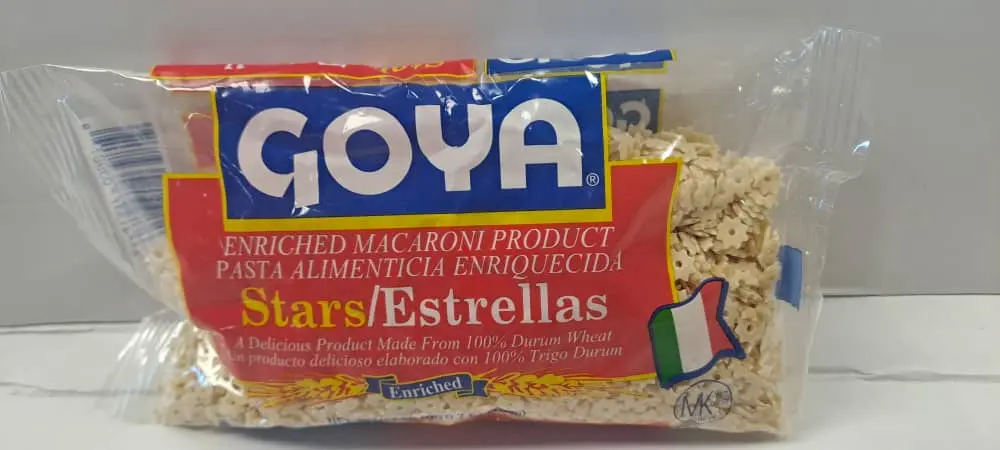 GOYA®
ENRICHED MACARONI PRODUCT
PASTA ALIMENTICIA ENRIQUECIDA
Stars/Estrellas
A Delicious Product Made From 100% Durum Wheat
Un producto delicioso elaborado con 100% Trigo Durum
Enriched
MK